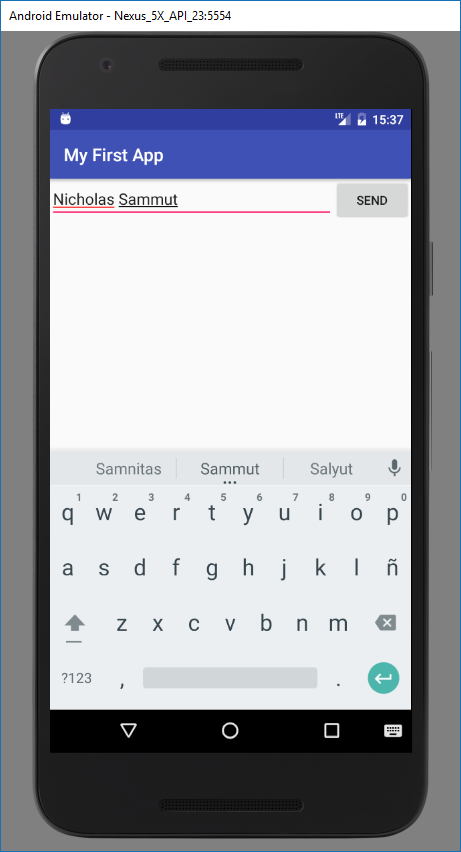 Android Emulator - Nexus_5X_API_23:5554
LTE 15:37
My First App
Nicholas Sammut SEND
Samnitas Sammut Salyut
1 2 3 4 5 6 7 8 9 0
q w e r t y u i o p
a s d f g h j k l ñ
z x c v b n m
?123 , .